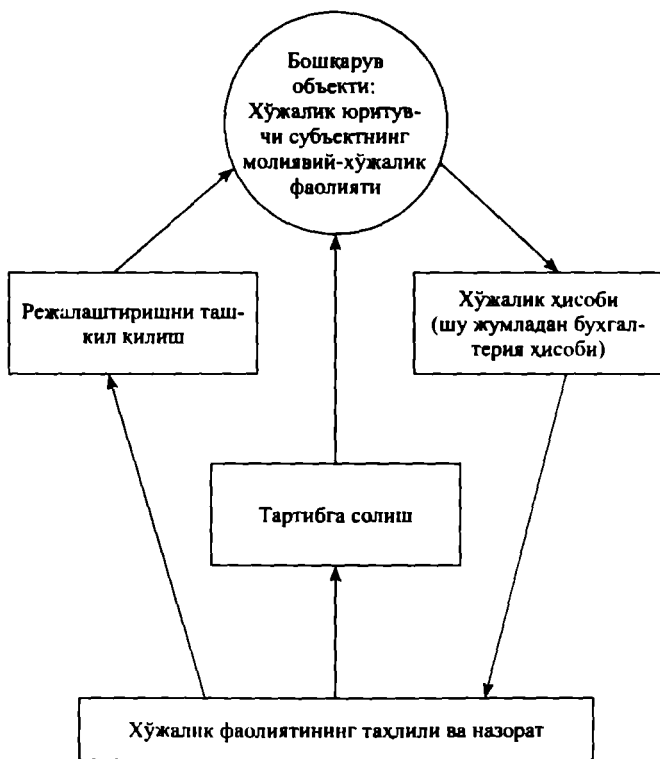 Бошқарув
объекти:
Хўжалик юритув-
чи субъектнинг
молиявий-хўжалик
фаолияти
Режалаштиришни таш-
кил килиш
Хўжалик ҳисоби
(шу жумладан бухгал-
терия ҳисоби)
Тартибга солиш
Хўжалик фаолиятининг таҳлили ва назорат